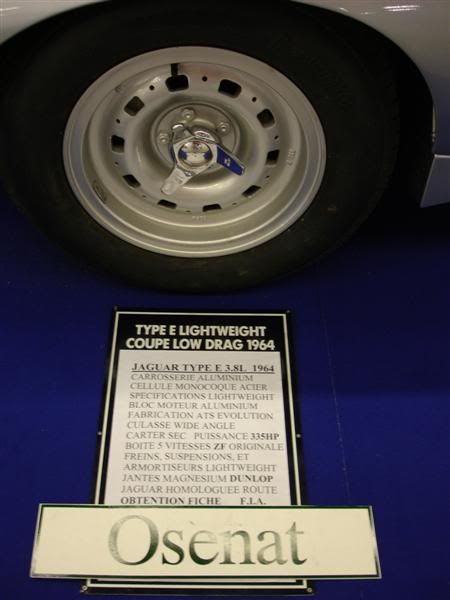 TYPE E LIGHTWEIGHT
COUPE LOW DRAG 1964
JAGUAR TYPE E 3.8L 1964
CARROSSERIE ALUMINIUM
CELLULE MONOCOQUE ACIER
SPECIFICATIONS LIGHTWEIGHT
BLOC MOTEUR ALUMINIUM
FABRICATION ATS EVOLUTION
CULASSE WIDE ANGLE
CARTER SEC PUISSANCE 335HP
BOITE 5 VITESSES ZF ORIGINALE
FREINS, SUSPENSIONS, ET
AMORTISEURS LIGHTWEIGHT
JANTES MAGNESIUM DUNLOP
JAGUAR HOMOLOGUEE ROUTE
OBTENTION FICHE F.I.A.
Osenat